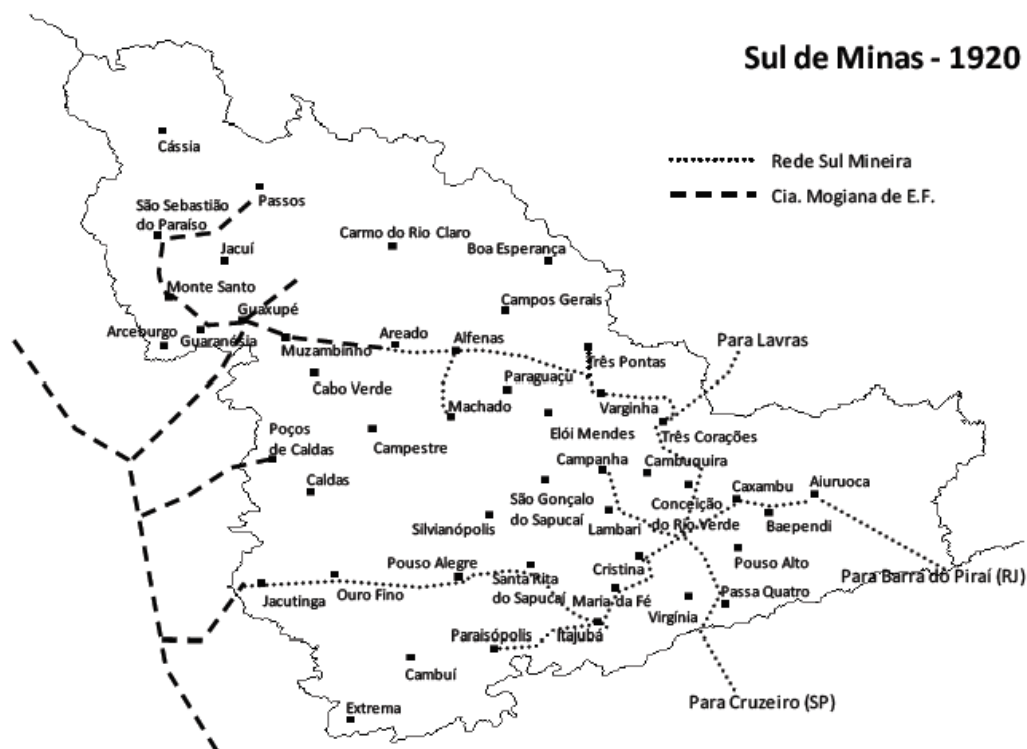 Sul de Minas - 1920
Rede Sul Mineira
Cia. Mogiana de E.F.
Cássia
Passos
São Sebastião
do Paraíso
Carmo do Rio Claro
Boa Esperança
Jacuí
Monte Santo
Guaxupé
Campos Gerais
Arceburgo
Guaranésia
Muzambinho
Areado
Alfenas
Para Lavras
Três Pontas
Cabo Verde
Paraguaçu
Machado
Varginha
Poços
de Caldas
Campestre
Elói Mendes
Três Corações
Campanha
Cambuquira
Caldas
São Gonçalo
do Sapucaí
Conceição
do Rio Verde
Caxambu
Aiuruoca
Silvianópolis
Lambari
Baependi
Pouso Alegre
Cristina
Pouso Alto
Para Barra do Piraí (RJ)
Jacutinga
Ouro Fino
Santa Rita
do Sapucaí
Maria da Fé
Virgínia
Passa Quatro
Paraisópolis
Itajubá
Cambuí
Extrema
Para Cruzeiro (SP)